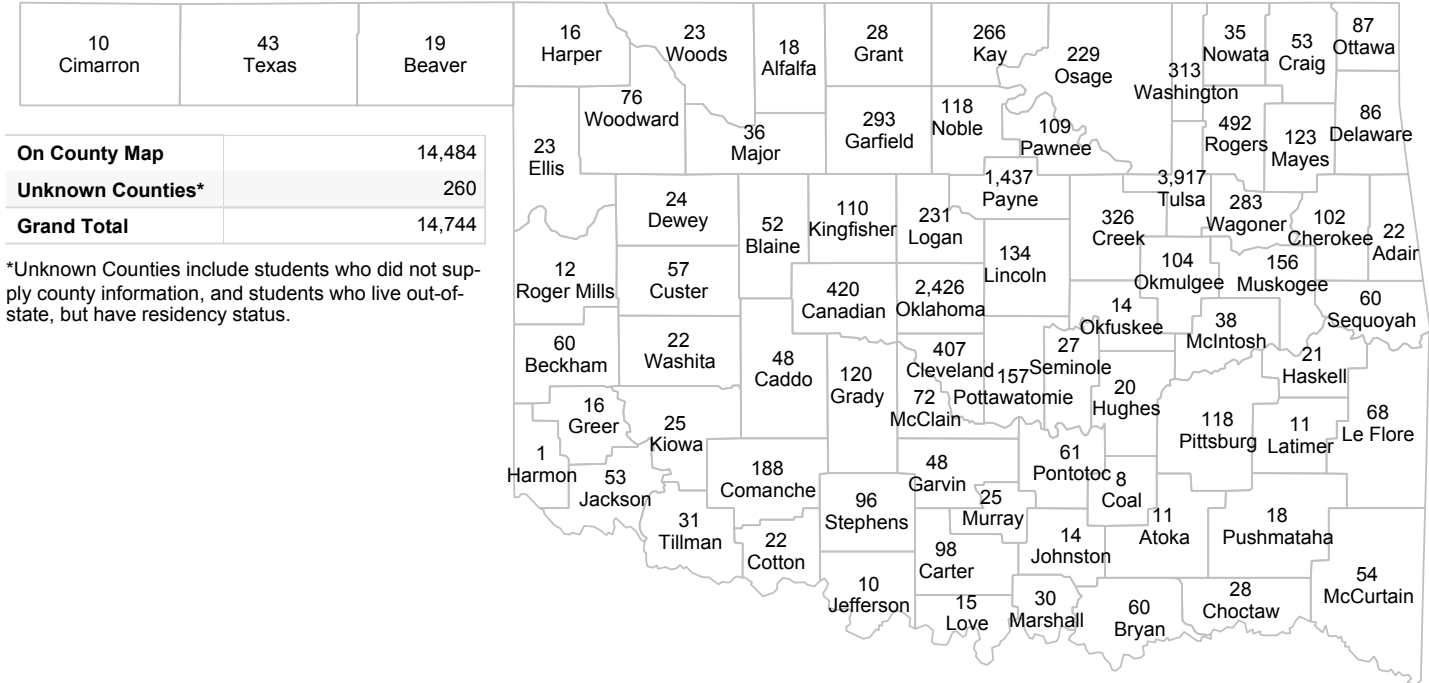 10
Cimarron
43
Texas
19
Beaver
16
Harper
23
Woods
18
Alfalfa
28
Grant
266
Kay
229
Osage
313
Washington
35
Nowata
53
Craig
87
Ottawa
76
Woodward
36
Major
293
Garfield
118
Noble
109
Pawnee
492
Rogers
123
Mayes
86
Delaware
On County Map 14,484
Unknown Counties* 260
Grand Total 14,744
*Unknown Counties include students who did not sup-
ply county information, and students who live out-of-
state, but have residency status.
23
Ellis
24
Dewey
52
Blaine
110
Kingfisher
231
Logan
1,437
Payne
326
Creek
3,917
Tulsa
283
Wagoner
102
Cherokee
22
Adair
12
Roger Mills
57
Custer
420
Canadian
2,426
Oklahoma
134
Lincoln
104
Okmulgee
156
Muskogee
60
Sequoyah
60
Beckham
22
Washita
48
Caddo
120
Grady
407
Cleveland
72
McClain
157
Pottawatomie
27
Seminole
14
Okfuskee
38
McIntosh
21
Haskell
20
Hughes
118
Pittsburg
11
Latimer
68
Le Flore
16
Greer
25
Kiowa
1
Harmon
53
Jackson
188
Comanche
48
Garvin
61
Pontotoc
8
Coal
31
Tillman
22
Cotton
96
Stephens
25
Murray
14
Johnston
11
Atoka
18
Pushmataha
98
Carter
10
Jefferson
15
Love
30
Marshall
60
Bryan
28
Choctaw
54
McCurtain